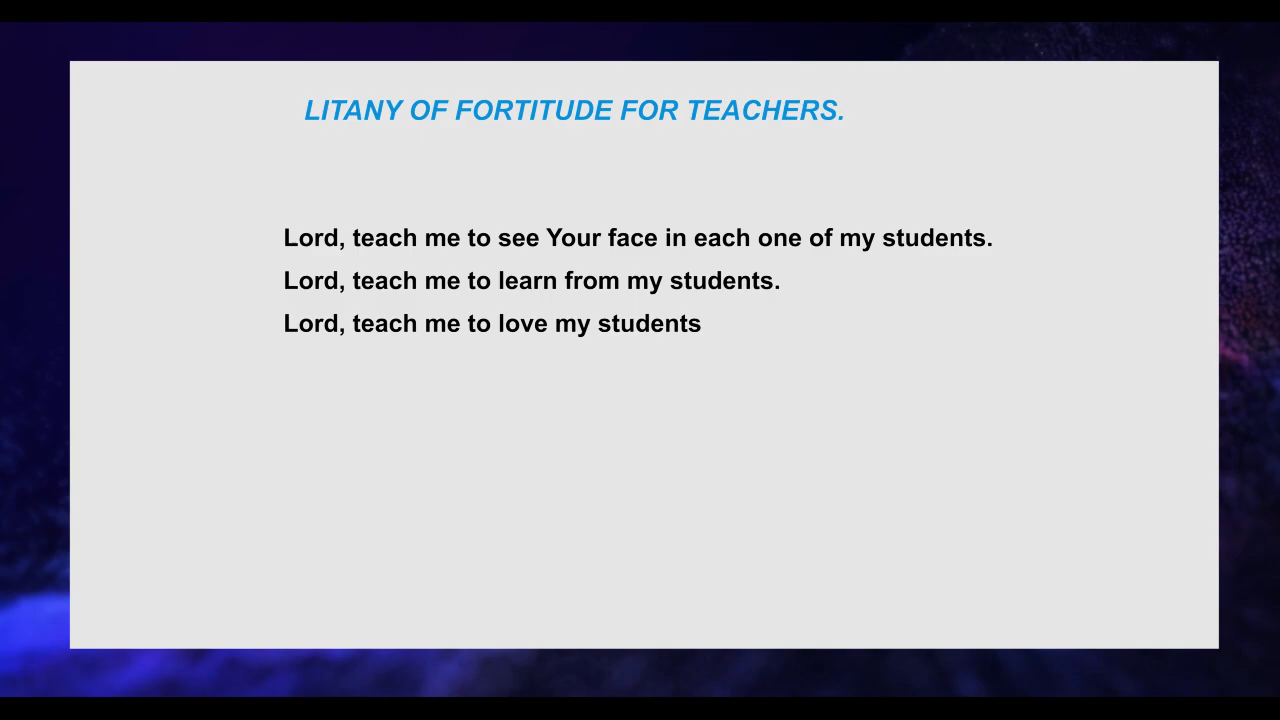 LITANY OF FORTITUDE FOR TEACHERS.
Lord, teach me to see Your face in each one of my students.
Lord, teach me to learn from my students.
Lord, teach me to love my students